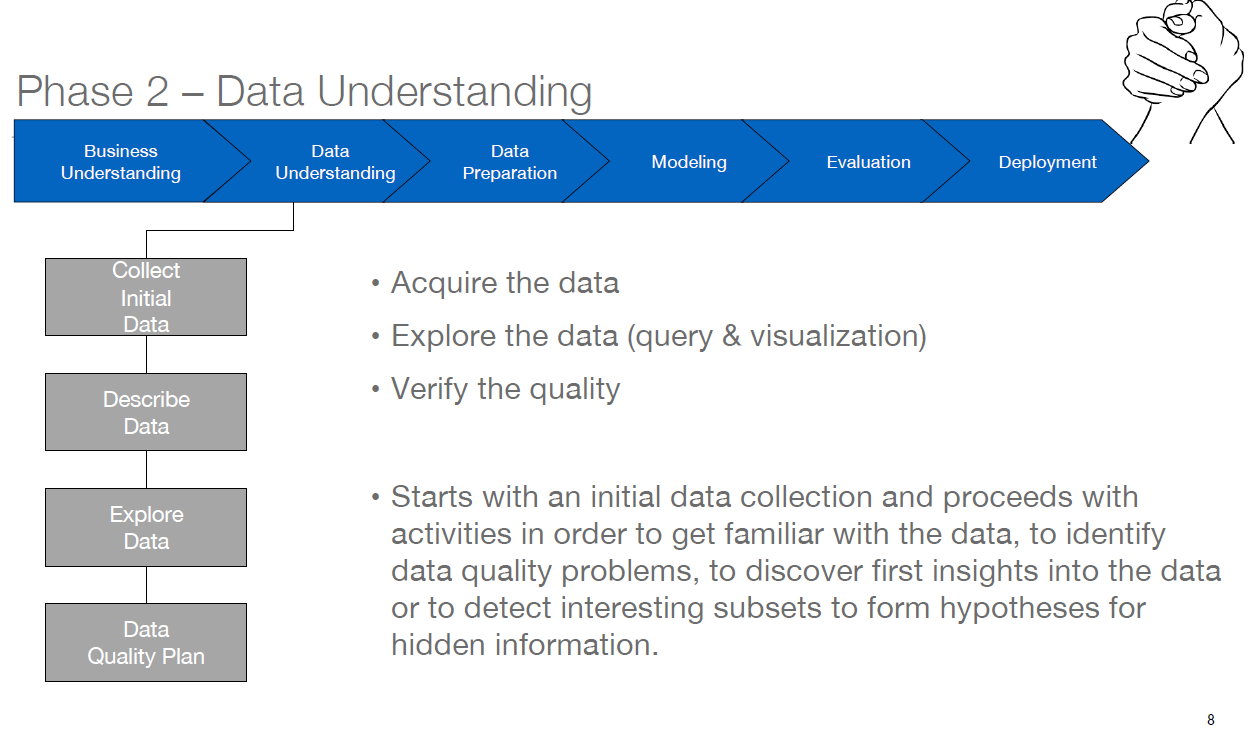 Phase 2 – Data Understanding
Business
Understanding
Data
Understanding
Data
Preparation
Modeling
Evaluation
Deployment
Collect
Initial
Data
Describe
Data
Explore
Data
Data
Quality Plan
• Acquire the data
• Explore the data (query & visualization)
• Verify the quality
• Starts with an initial data collection and proceeds with
activities in order to get familiar with the data, to identify
data quality problems, to discover first insights into the data
or to detect interesting subsets to form hypotheses for
hidden information.
8